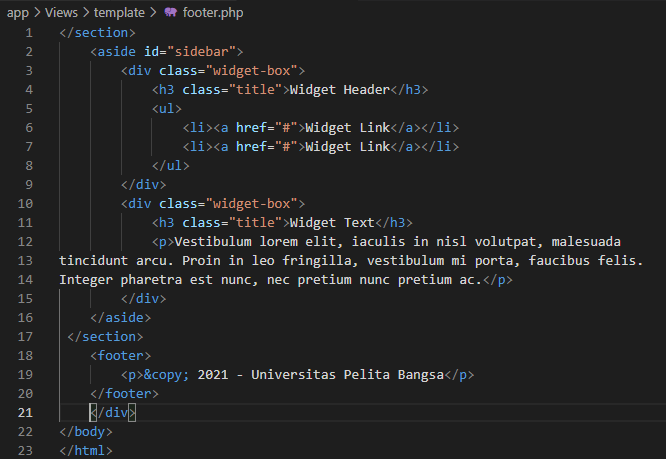 app > Views > template > footer.php
1 </section>
2     <aside id="sidebar">
3         <div class="widget-box">
4             <h3 class="title">Widget Header</h3>
5             <ul>
6                 <li><a href="#">Widget Link</a></li>
7                 <li><a href="#">Widget Link</a></li>
8             </ul>
9         </div>
10         <div class="widget-box">
11             <h3 class="title">Widget Text</h3>
12             <p>Vestibulum lorem elit, iaculis in nisl volutpat, malesuada
13 tincidunt arcu. Proin in leo fringilla, vestibulum mi porta, faucibus felis.
14 Integer pharetra est nunc, nec pretium nunc pretium ac.</p>
15         </div>
16     </aside>
17  </section>
18     <footer>
19         <p>&copy; 2021 - Universitas Pelita Bangsa</p>
20     </footer>
21     </div>
22 </body>
23 </html>